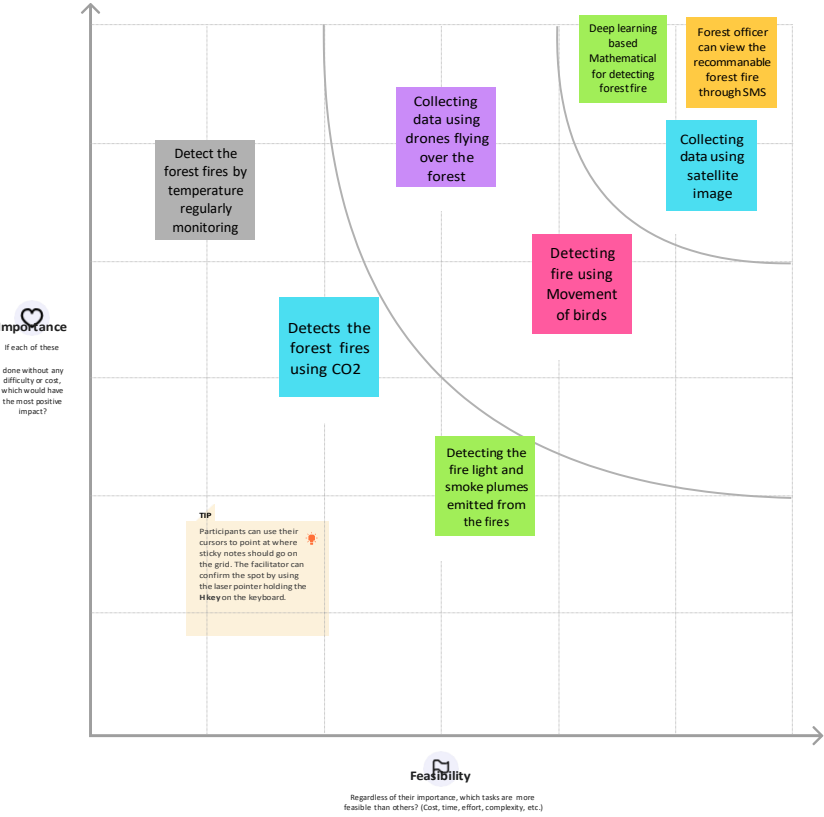 Deep learning
based
Mathematical
for detecting
forest fire
Forest officer
can view the
recommanable
forest fire
through SMS
Collecting
data using
drones flying
over the
forest
Collecting
data using
satellite
image
Detect the
forest fires by
temperature
regularly
monitoring
Detecting
fire using
Movement
of birds
Detects the
forest fires
using CO2
mportance
If each of these
done without any
difficulty or cost,
which would have
the most positive
impact?
Detecting the
fire light and
smoke plumes
emitted from
the fires
TIP
Participants can use their
cursors to point at where
sticky notes should go on
the grid. The facilitator can
confirm the spot by using
the laser pointer holding the
H key on the keyboard.
Feasibility
Regardless of their importance, which tasks are more
feasible than others? (Cost, time, effort, complexity, etc.)